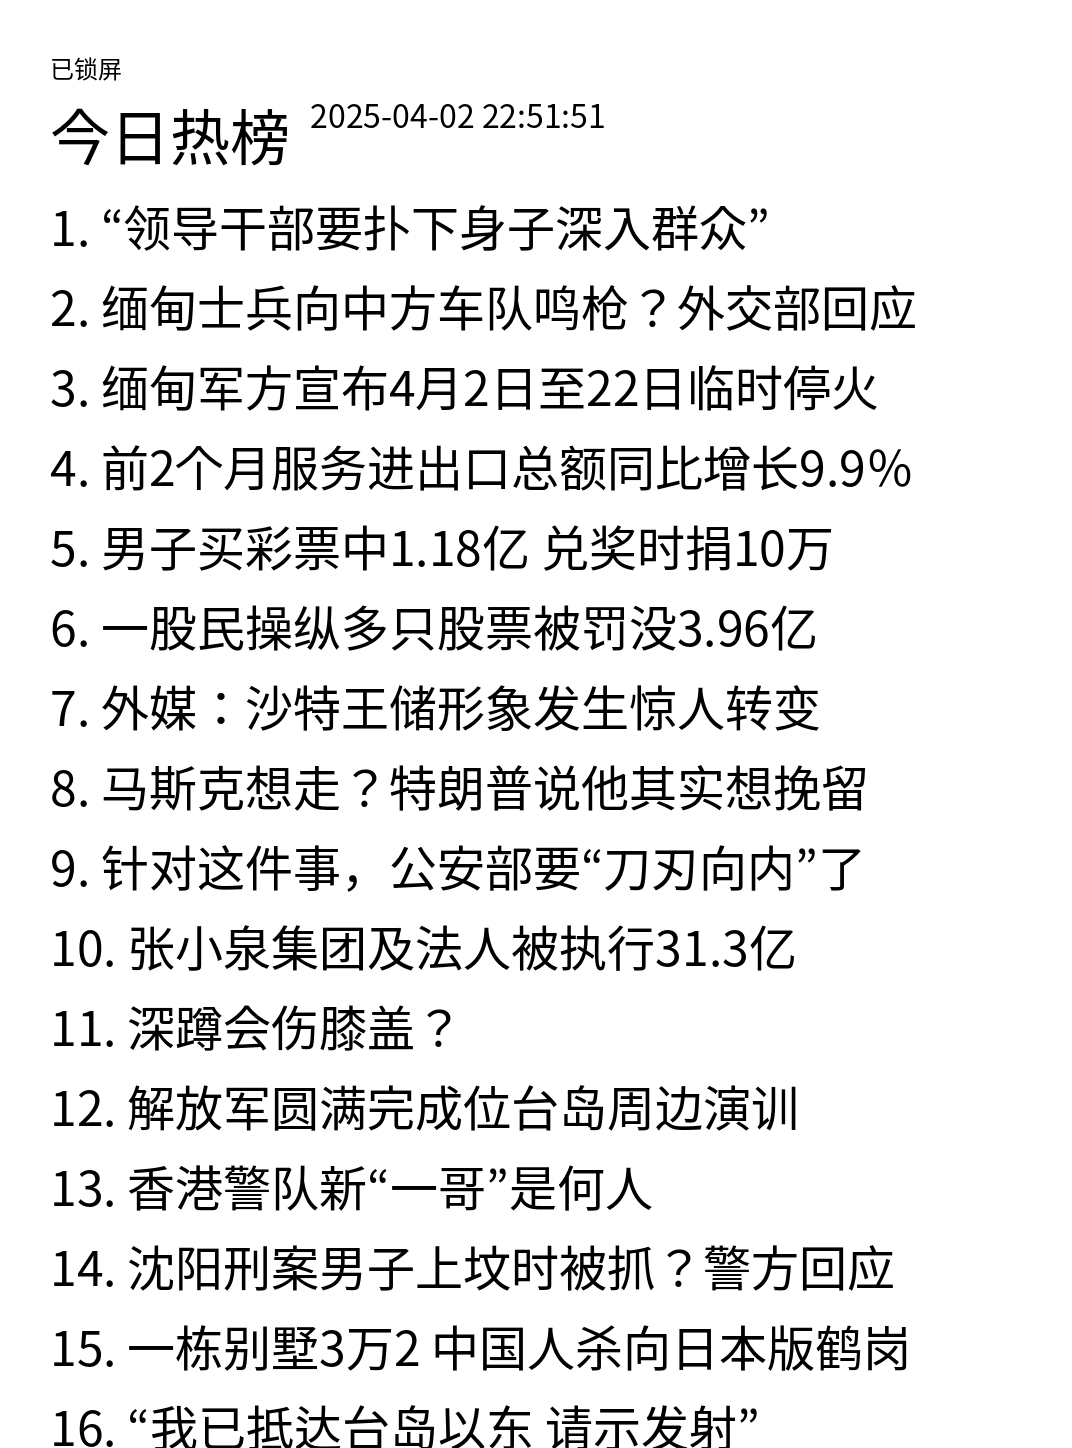 已锁屏
今日热榜 2025-04-02 22:51:51
1. “领导干部要扑下身子深入群众”
2. 缅甸士兵向中方车队鸣枪？外交部回应
3. 缅甸军方宣布4月2日至22日临时停火
4. 前2个月服务进出口总额同比增长9.9%
5. 男子买彩票中1.18亿 兑奖时捐10万
6. 一股民操纵多只股票被罚没3.96亿
7. 外媒：沙特王储形象发生惊人转变
8. 马斯克想走？特朗普说他其实想挽留
9. 针对这件事，公安部要“刀刃向内”了
10. 张小泉集团及法人被执行31.3亿
11. 深蹲会伤膝盖？
12. 解放军圆满完成位台岛周边演训
13. 香港警队新“一哥”是何人
14. 沈阳刑案男子上坟时被抓？警方回应
15. 一栋别墅3万2 中国人杀向日本版鹤岗
16. “我已抵达台岛以东 请示发射”